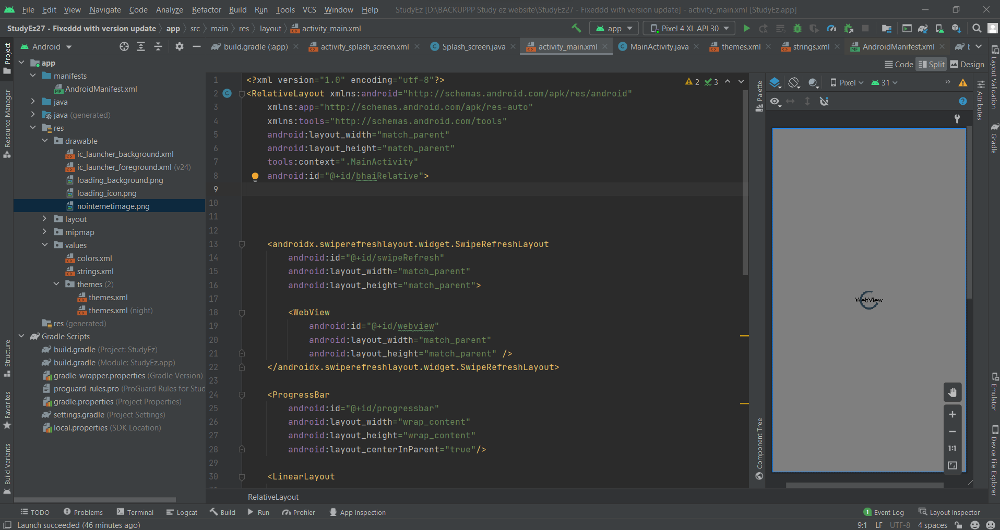 File Edit View Navigate Code Analyze Refactor Build Run Tools VCS Window Help StudyEz [D:\BACKUPPP Study ez website\StudyEz27 - Fixeddd with version update] - activity_main.xml [StudyEz.app]
StudyEz27 - Fixeddd with version update app src main res layout activity_main.xml app Pixel 4 XL API 30
Android build.gradle (:app) activity_splash_screen.xml Splash_screen.java activity_main.xml MainActivity.java themes.xml strings.xml AndroidManifest.xml
Code Split Design
Project
Resource Manager
Structure
Favorites
Build Variants
app
manifests
AndroidManifest.xml
java
java (generated)
res
drawable
ic_launcher_background.xml
ic_launcher_foreground.xml (v24)
loading_background.png
loading_icon.png
nointernetimage.png
layout
mipmap
values
colors.xml
strings.xml
themes (2)
themes.xml
themes.xml (night)
res (generated)
Gradle Scripts
build.gradle (Project: StudyEz)
build.gradle (Module: StudyEz.app)
gradle-wrapper.properties (Gradle Version)
proguard-rules.pro (ProGuard Rules for Stud
gradle.properties (Project Properties)
settings.gradle (Project Settings)
local.properties (SDK Location)
1 <?xml version="1.0" encoding="utf-8"?> 2 3
2 <RelativeLayout xmlns:android="http://schemas.android.com/apk/res/android"
3 xmlns:app="http://schemas.android.com/apk/res-auto"
4 xmlns:tools="http://schemas.android.com/tools"
5 android:layout_width="match_parent"
6 android:layout_height="match_parent"
7 tools:context=".MainActivity"
8 android:id="@+id/bhaiRelative">
9
10
11
12
13 <androidx.swiperefreshlayout.widget.SwipeRefreshLayout
14 android:id="@+id/swipeRefresh"
15 android:layout_width="match_parent"
16 android:layout_height="match_parent">
17
18 <WebView
19 android:id="@+id/webview"
20 android:layout_width="match_parent"
21 android:layout_height="match_parent" />
22 </androidx.swiperefreshlayout.widget.SwipeRefreshLayout>
23
24 <ProgressBar
25 android:id="@+id/progressbar"
26 android:layout_width="wrap_content"
27 android:layout_height="wrap_content"
28 android:layout_centerInParent="true"/>
29
30 <LinearLayout
RelativeLayout
Palette
Component Tree
Pixel 31
WebView
1:1
Attributes
Layout Validation
Gradle
Emulator
Device File Explorer
TODO Problems Terminal Logcat Build Run Profiler App Inspection 1 Event Log Layout Inspector
Launch succeeded (46 minutes ago) 9:1 LF UTF-8 4 spaces